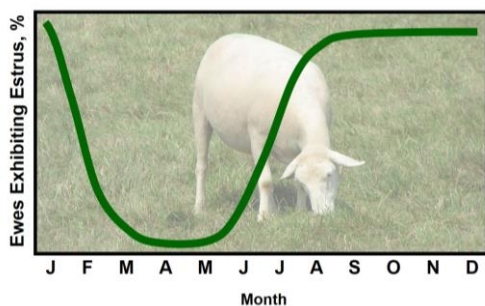 Ewes Exhibiting Estrus, %
J F M A M J J A S O N D
Month